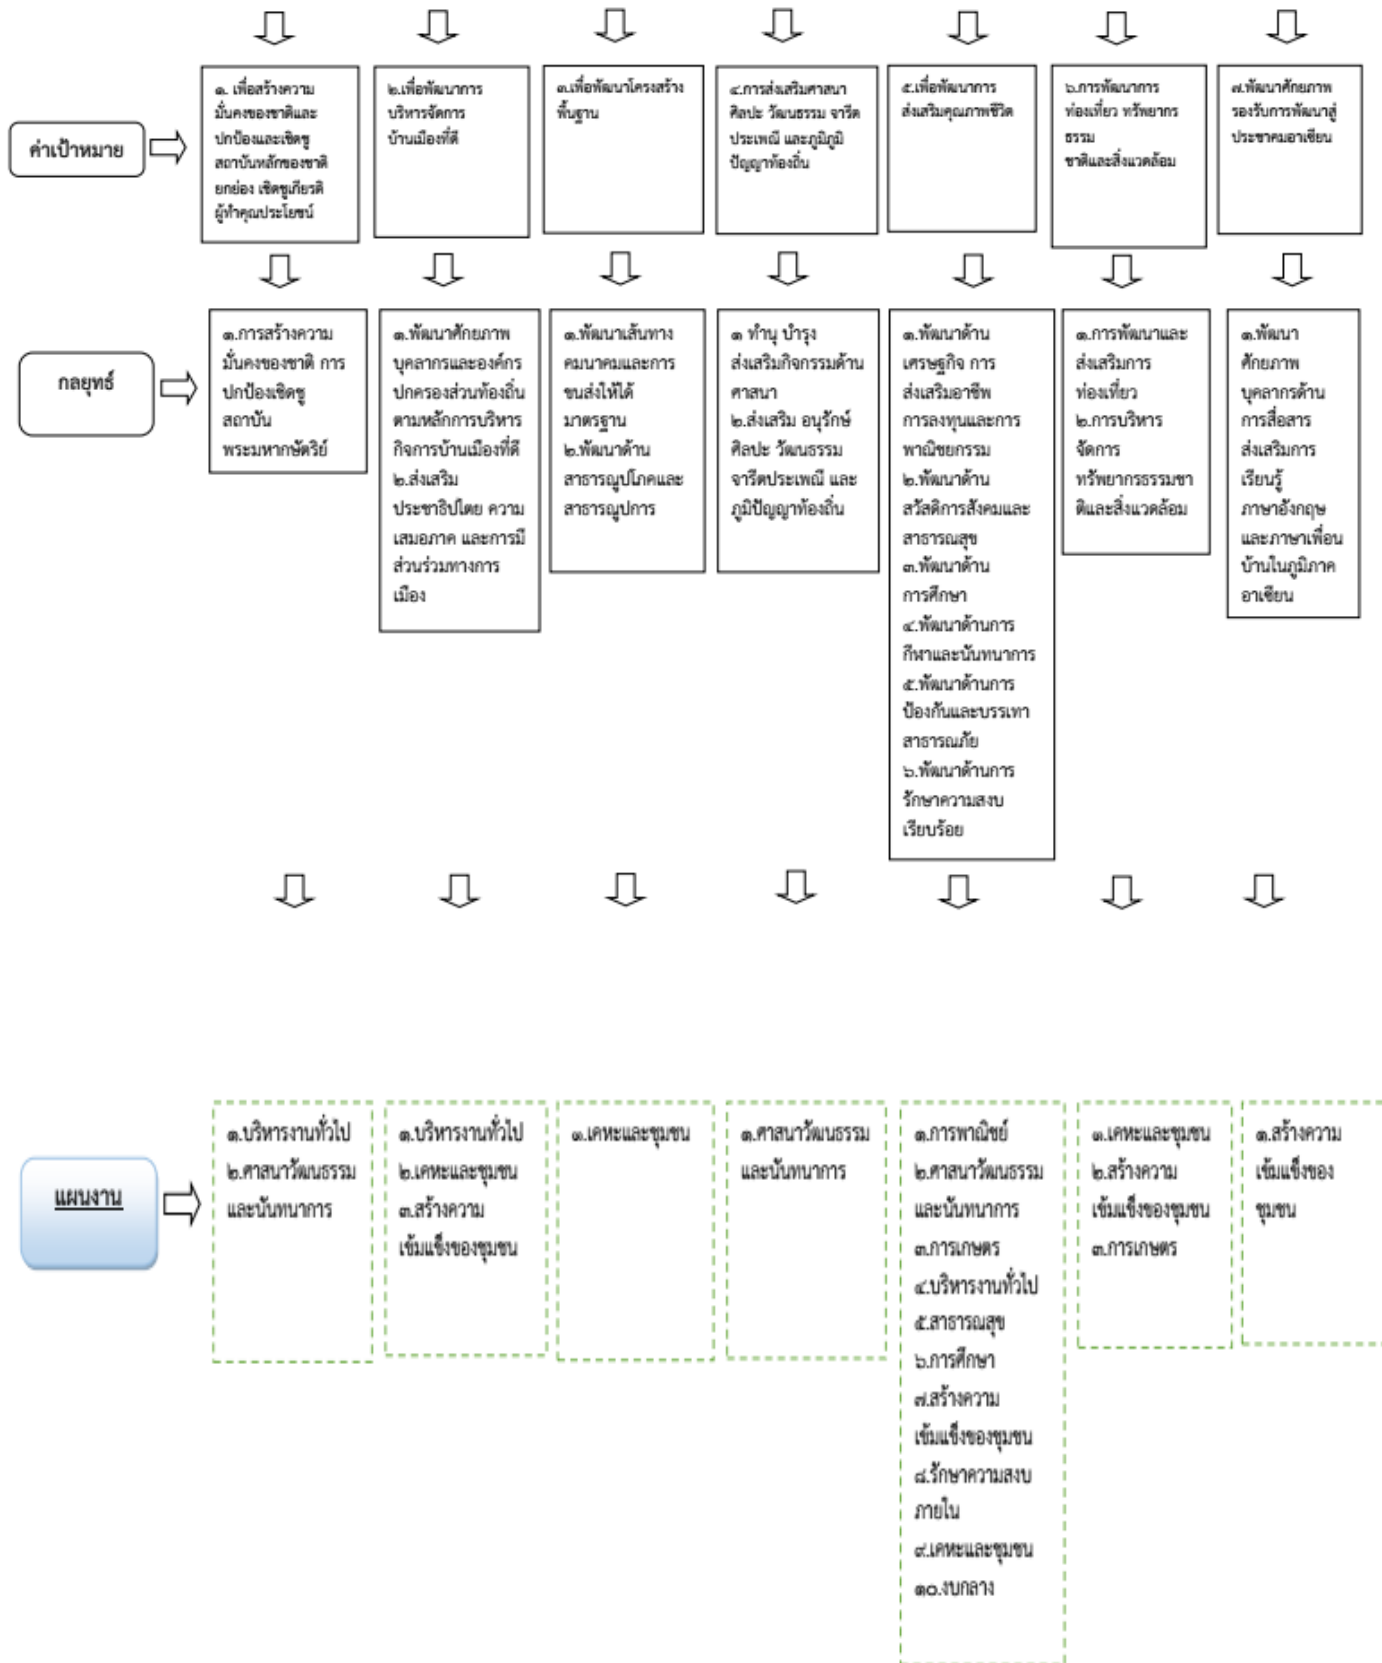 ค่าเป้าหมาย
๑. เพื่อสร้างความ
มั่นคงของชาติและ
ปกป้องและเชิดชู
สถาบันหลักของชาติ
ยกย่อง เชิดชูเกียรติ
ผู้ทำคุณประโยชน์
๒.เพื่อพัฒนาการ
บริหารจัดการ
บ้านเมืองที่ดี
๓.เพื่อพัฒนาโครงสร้าง
พื้นฐาน
๔.การส่งเสริมศาสนา
ศิลปะ วัฒนธรรม จารีต
ประเพณี และภูมิภูมิ
ปัญญาท้องถิ่น
๕.เพื่อพัฒนาการ
ส่งเสริมคุณภาพชีวิต
๖.การพัฒนาการ
ท่องเที่ยว ทรัพยากร
ธรรม
ชาติและสิ่งแวดล้อม
๗.พัฒนาศักยภาพ
รองรับการพัฒนาสู่
ประชาคมอาเซียน
กลยุทธ์
๑.การสร้างความ
มั่นคงของชาติ การ
ปกป้องเชิดชู
สถาบัน
พระมหากษัตริย์
๑.พัฒนาศักยภาพ
บุคลากรและองค์กร
ปกครองส่วนท้องถิ่น
ตามหลักการบริหาร
กิจการบ้านเมืองที่ดี
๒.ส่งเสริม
ประชาธิปไตย ความ
เสมอภาค และการมี
ส่วนร่วมทางการ
เมือง
๑.พัฒนาเส้นทาง
คมนาคมและการ
ขนส่งให้ได้
มาตรฐาน
๒.พัฒนาด้าน
สาธารณูปโภคและ
สาธารณูปการ
๑ ทำนุ บำรุง
ส่งเสริมกิจกรรมด้าน
ศาสนา
๒.ส่งเสริม อนุรักษ์
ศิลปะ วัฒนธรรม
จารีตประเพณี และ
ภูมิปัญญาท้องถิ่น
๑.พัฒนาด้าน
เศรษฐกิจ การ
ส่งเสริมอาชีพ
การลงทุนและการ
พาณิชยกรรม
๒.พัฒนาด้าน
สวัสดิการสังคมและ
สาธารณสุข
๓.พัฒนาด้าน
การศึกษา
๔.พัฒนาด้านการ
กีฬาและนันทนาการ
๕.พัฒนาด้านการ
ป้องกันและบรรเทา
สาธารณภัย
๖.พัฒนาด้านการ
รักษาความสงบ
เรียบร้อย
๑.การพัฒนาและ
ส่งเสริมการ
ท่องเที่ยว
๒.การบริหาร
จัดการ
ทรัพยากรธรรมชา
ติและสิ่งแวดล้อม
๑.พัฒนา
ศักยภาพ
บุคลากรด้าน
การสื่อสาร
ส่งเสริมการ
เรียนรู้
ภาษาอังกฤษ
และภาษาเพื่อน
บ้านในภูมิภาค
อาเซียน
แผนงาน
๑.บริหารงานทั่วไป
๒.ศาสนาวัฒนธรรม
และนันทนาการ
๑.บริหารงานทั่วไป
๒.เคหะและชุมชน
๓.สร้างความ
เข้มแข็งของชุมชน
๑.เคหะและชุมชน
๑.ศาสนาวัฒนธรรม
และนันทนาการ
๑.การพาณิชย์
๒.ศาสนาวัฒนธรรม
และนันทนาการ
๓.การเกษตร
๔.บริหารงานทั่วไป
๕.สาธารณสุข
๖.การศึกษา
๗.สร้างความ
เข้มแข็งของชุมชน
๘.รักษาความสงบ
ภายใน
๙.เคหะและชุมชน
๑๐.งบกลาง
๑.เคหะและชุมชน
๒.สร้างความ
เข้มแข็งของชุมชน
๓.การเกษตร
๑.สร้างความ
เข้มแข็งของ
ชุมชน